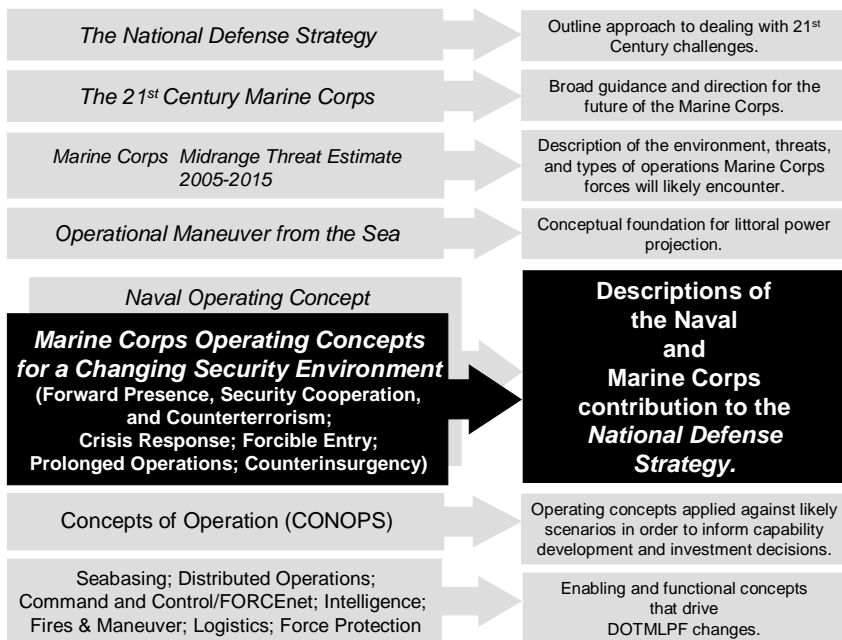 The National Defense Strategy
Outline approach to dealing with 21st
Century challenges.
The 21st Century Marine Corps
Broad guidance and direction for the
future of the Marine Corps.
Marine Corps Midrange Threat Estimate
2005-2015
Description of the environment, threats,
and types of operations Marine Corps
forces will likely encounter.
Operational Maneuver from the Sea
Conceptual foundation for littoral power
projection.
Naval Operating Concept
Marine Corps Operating Concepts
for a Changing Security Environment
(Forward Presence, Security Cooperation,
and Counterterrorism;
Crisis Response; Forcible Entry;
Prolonged Operations; Counterinsurgency)
Descriptions of
the Naval
and
Marine Corps
contribution to the
National Defense
Strategy.
Concepts of Operation (CONOPS)
Operating concepts applied against likely
scenarios in order to inform capability
development and investment decisions.
Seabasing; Distributed Operations;
Command and Control/FORCEnet; Intelligence;
Fires & Maneuver; Logistics; Force Protection
Enabling and functional concepts
that drive
DOTMLPF changes.